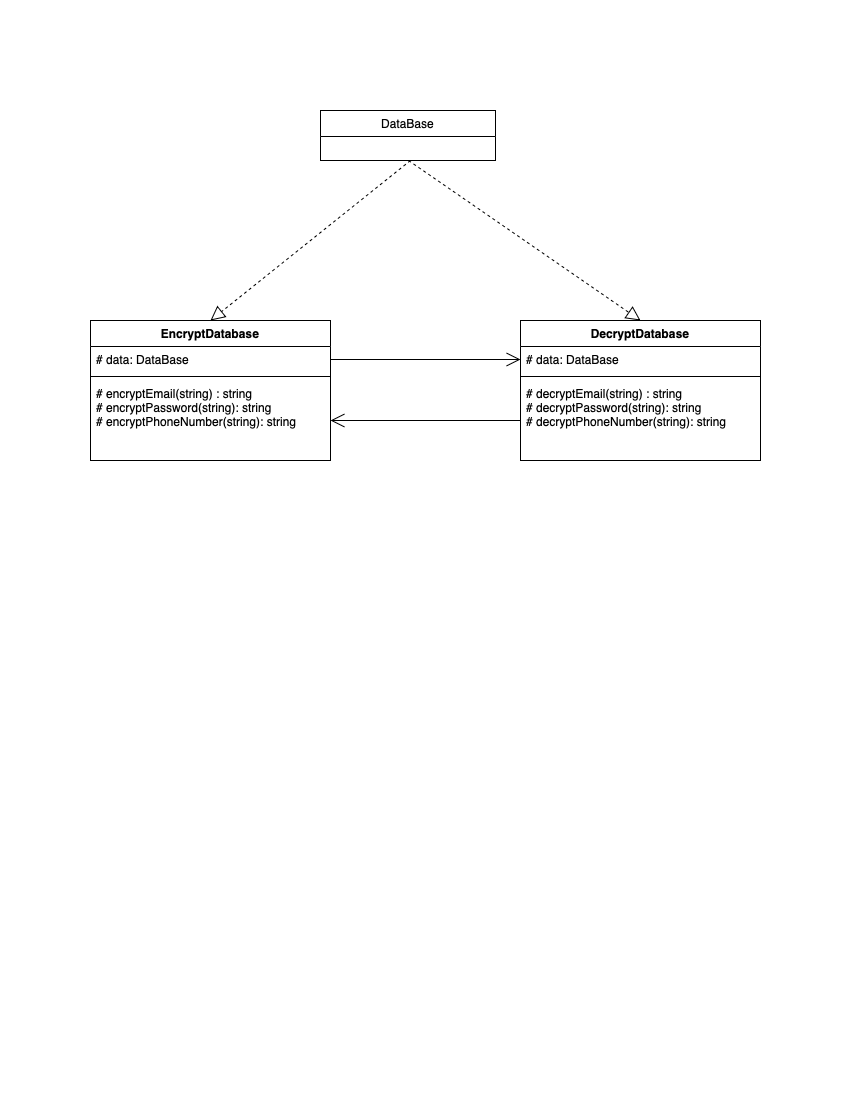 DataBase
EncryptDatabase
# data: DataBase
# encryptEmail(string) : string
# encryptPassword(string): string
# encryptPhoneNumber(string): string
DecryptDatabase
# data: DataBase
# decryptEmail(string) : string
# decryptPassword(string): string
# decryptPhoneNumber(string): string